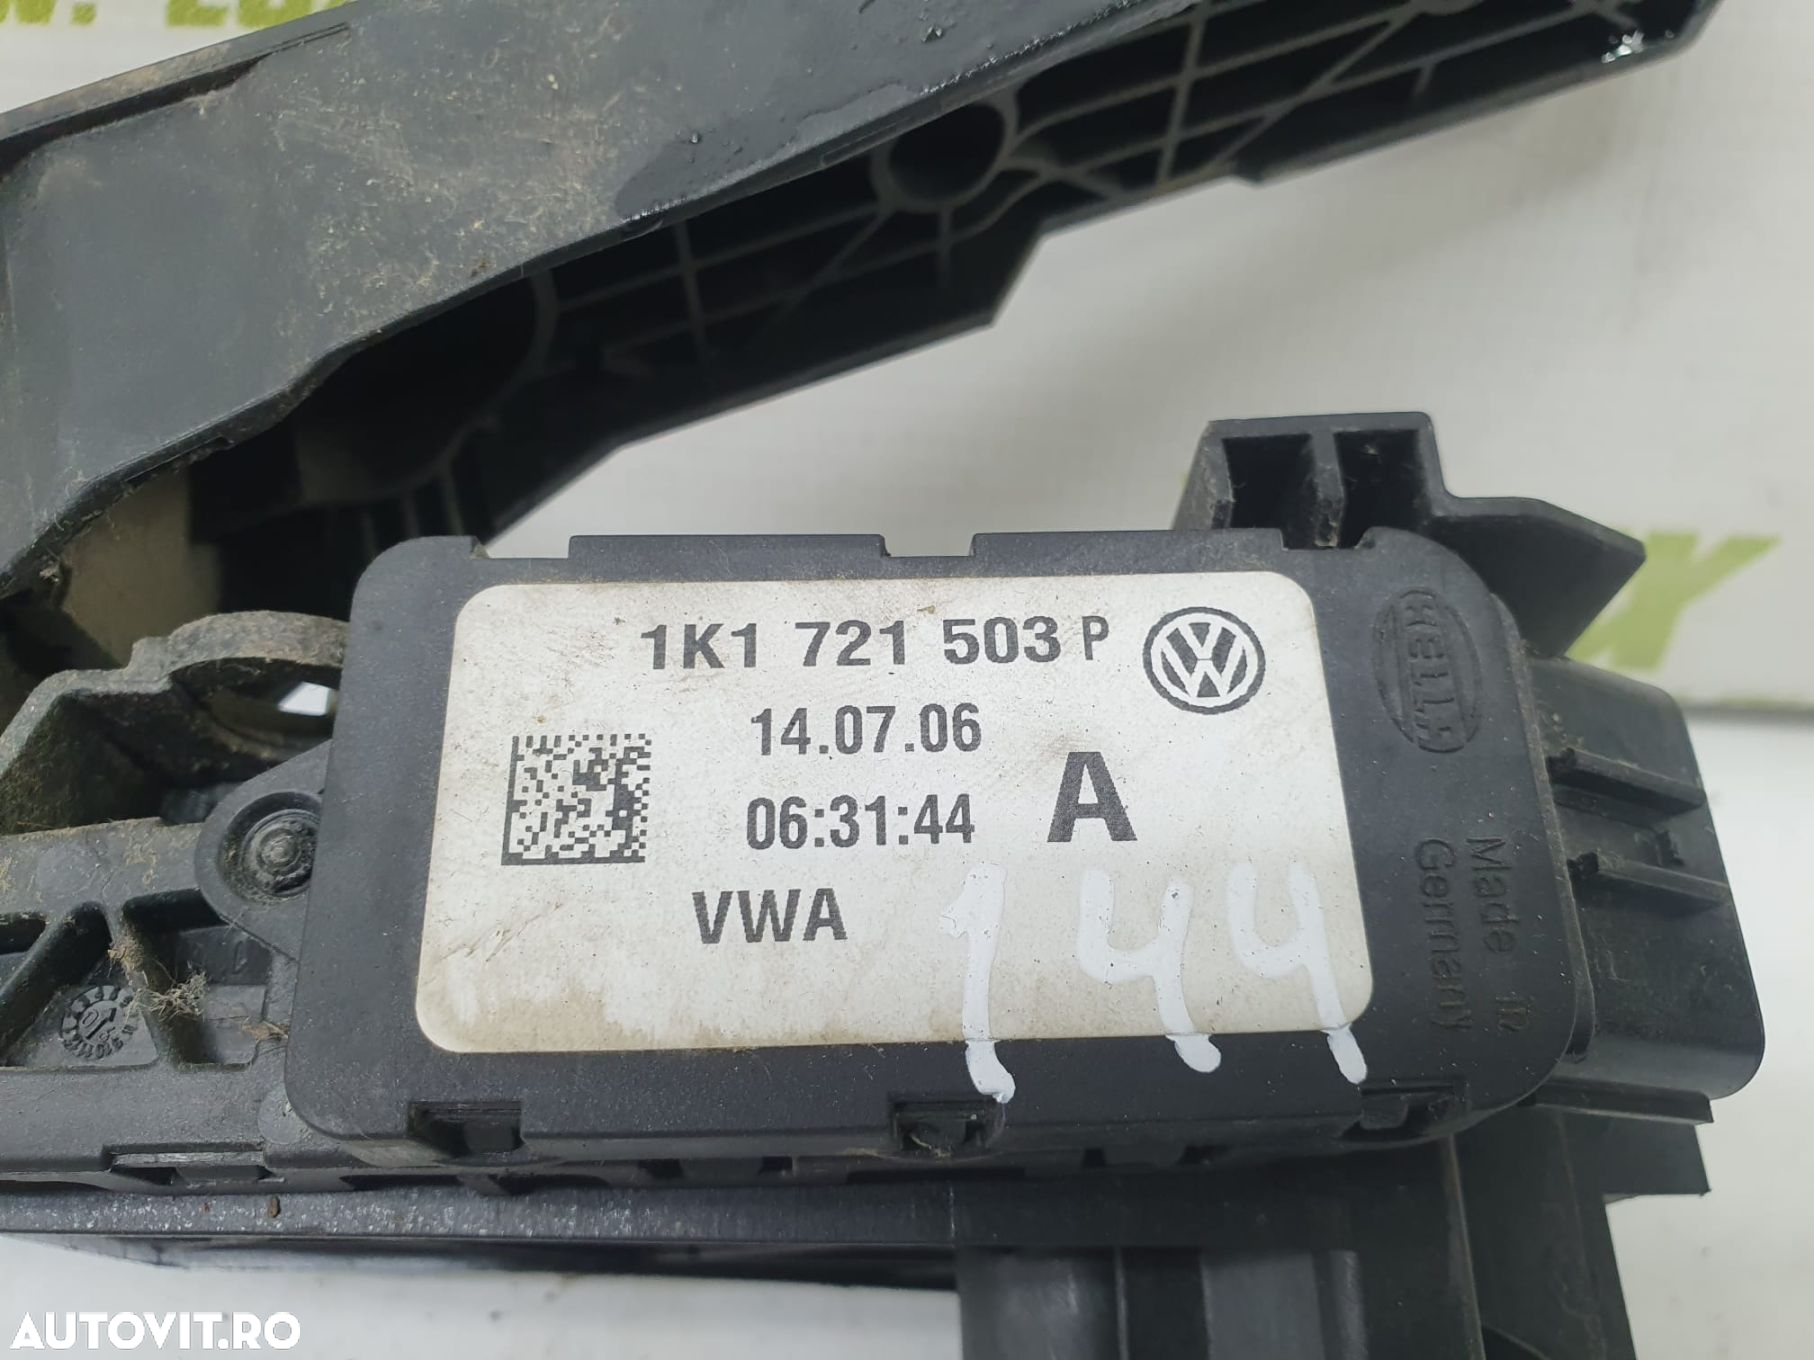 1K1 721 503 P
14.07.06
06:31:44 A
VWA
144
HELLA
Made in
Germany
AUTOVIT.RO